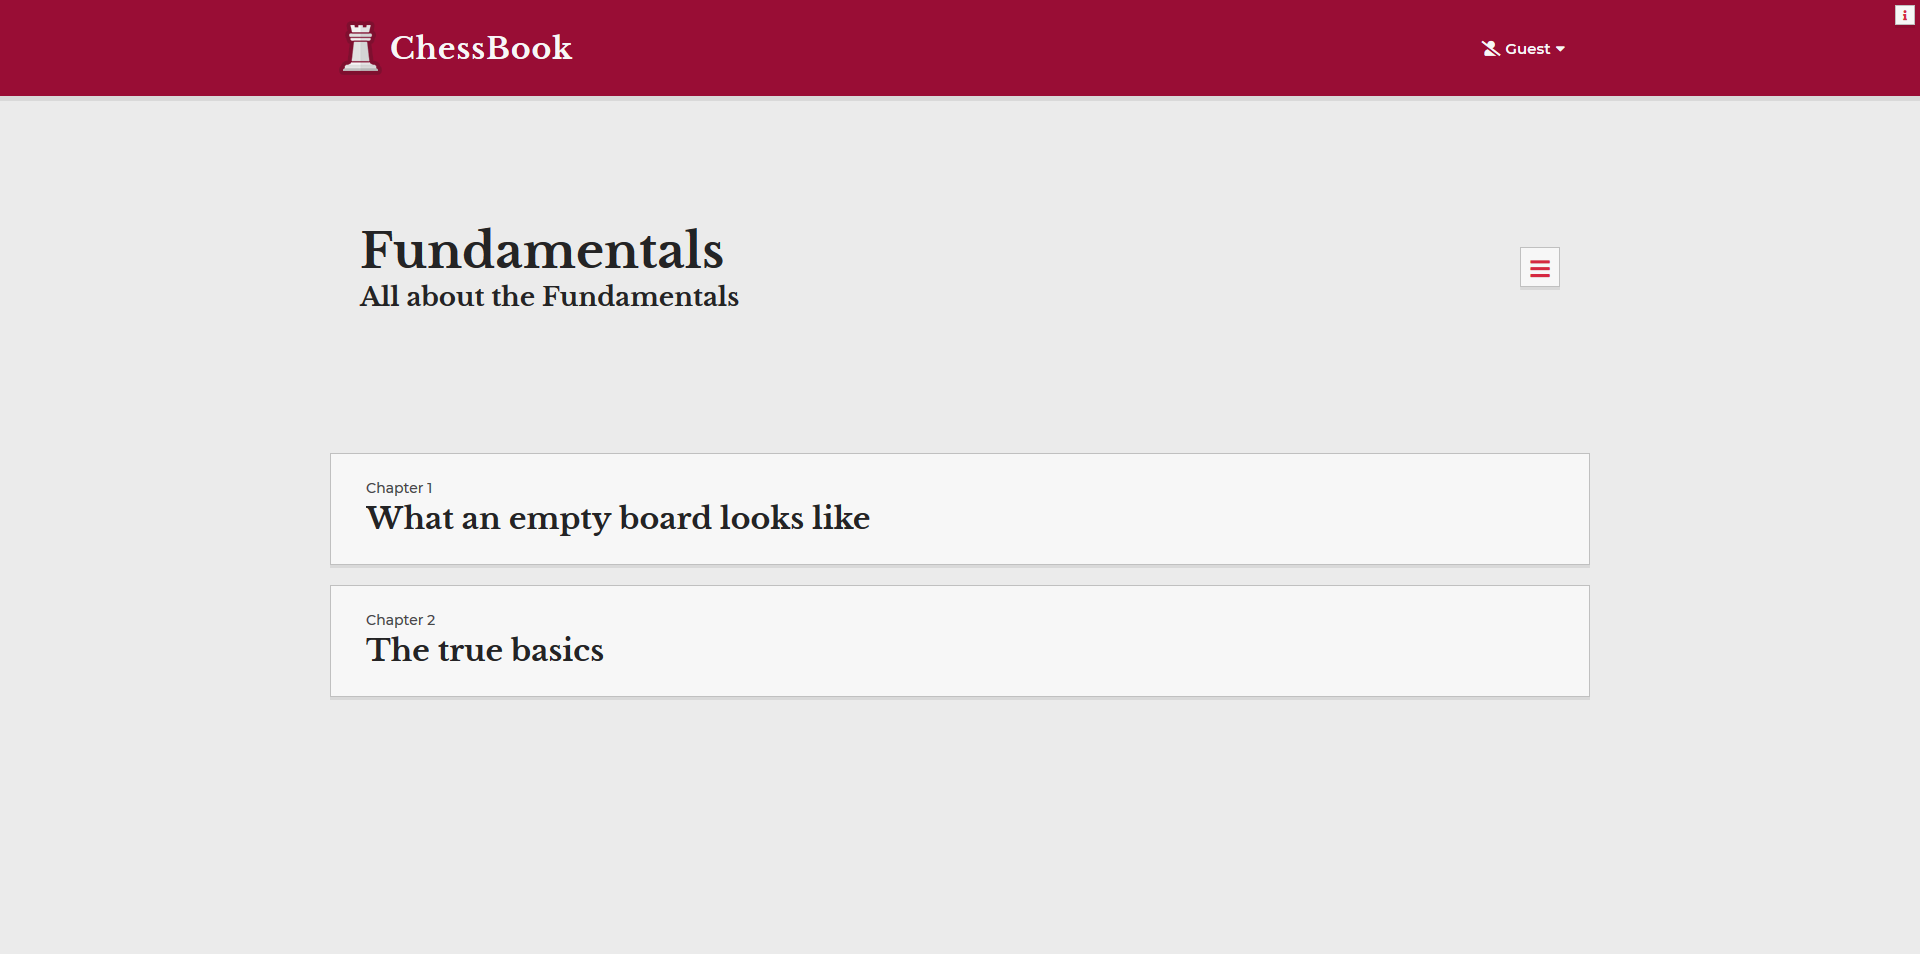 ChessBook
Guest
Fundamentals
All about the Fundamentals
Chapter 1
What an empty board looks like
Chapter 2
The true basics